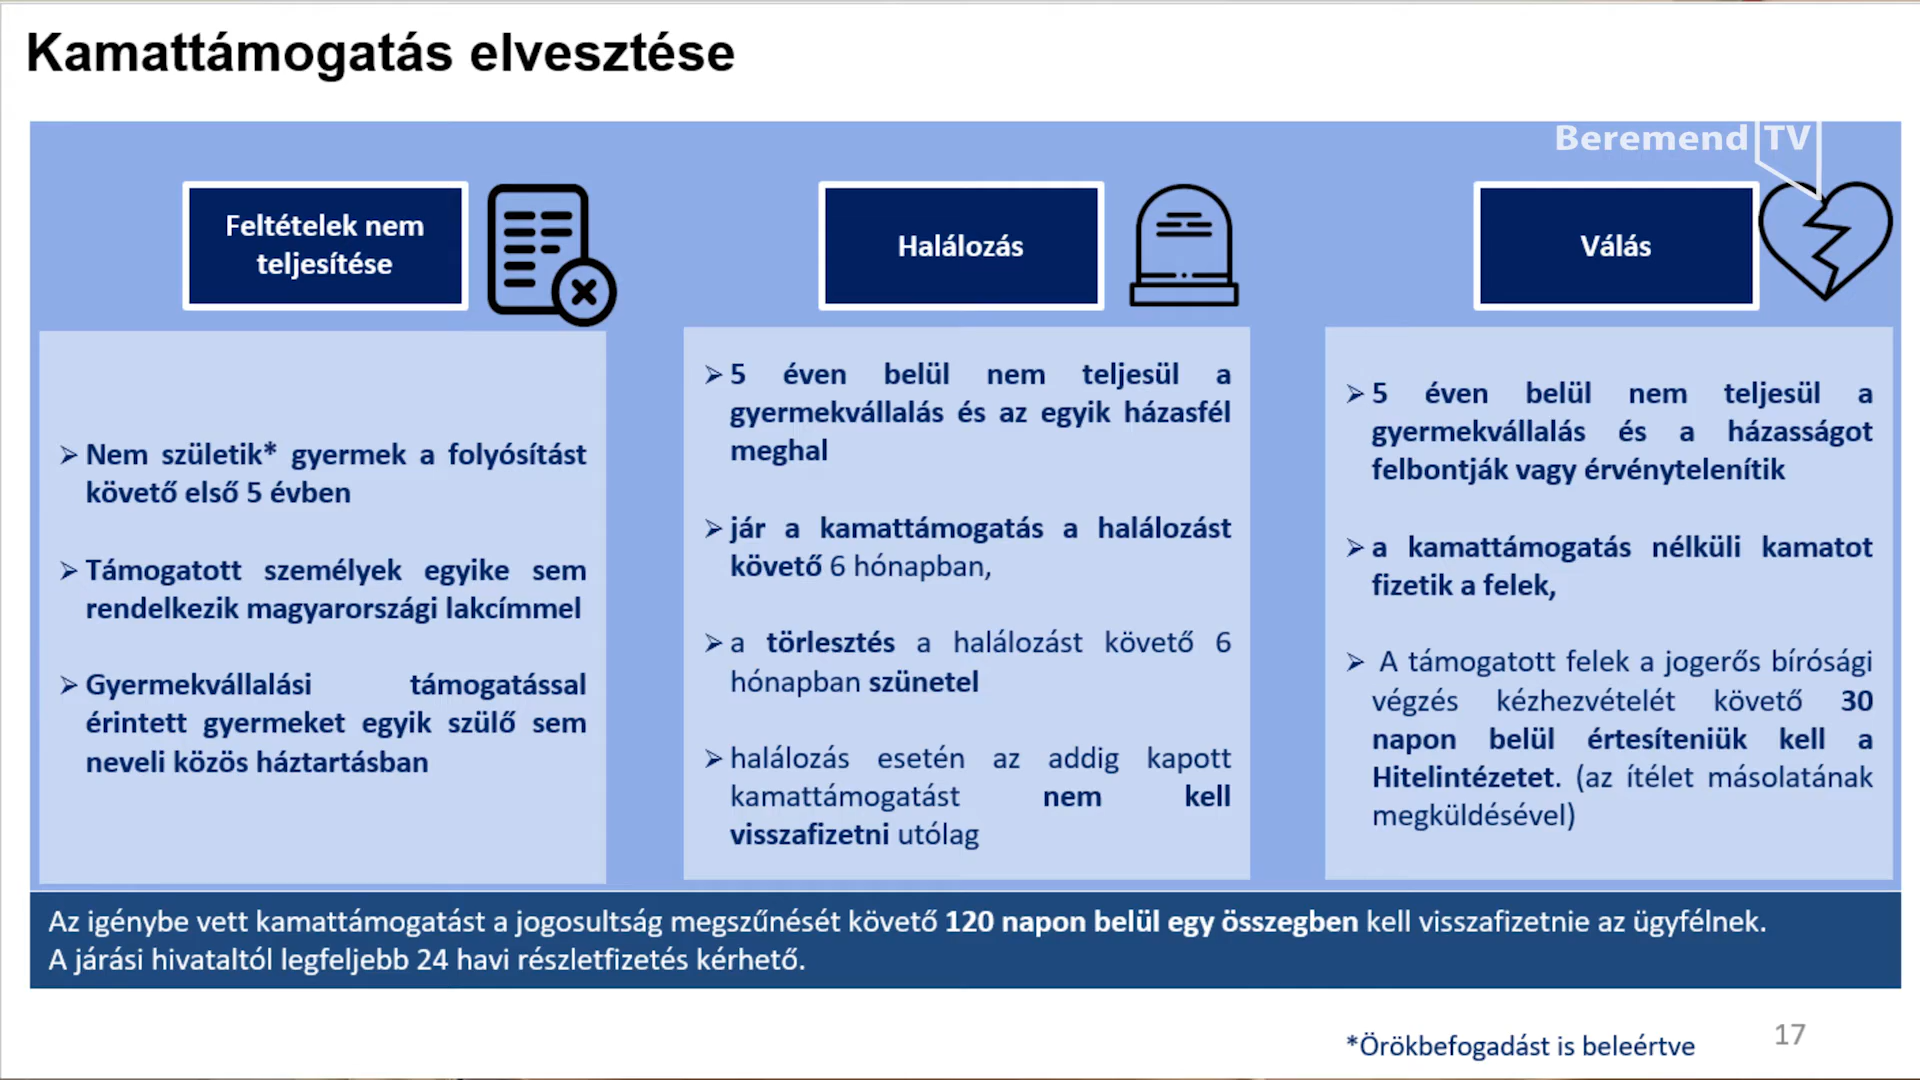 Kamattámogatás elvesztése
Beremend TV
Feltételek nem
teljesítése
➢ Nem születik* gyermek a folyósítást
követő első 5 évben
➢ Támogatott személyek egyike sem
rendelkezik magyarországi lakcímmel
➢ Gyermekvállalási támogatással
érintett gyermeket egyik szülő sem
neveli közös háztartásban
Halálozás
➢ 5 éven belül nem teljesül a
gyermekvállalás és az egyik házasfél
meghal
➢ jár a kamattámogatás a halálozást
követő 6 hónapban,
➢ a törlesztés a halálozást követő 6
hónapban szünetel
➢ halálozás esetén az addig kapott
kamattámogatást nem kell
visszafizetni utólag
Válás
➢ 5 éven belül nem teljesül a
gyermekvállalás és a házasságot
felbontják vagy érvénytelenítik
➢ a kamattámogatás nélküli kamatot
fizetik a felek,
➢ A támogatott felek a jogerős bírósági
végzés kézhezvételét követő 30
napon belül értesíteniük kell a
Hitelintézetet. (az ítélet másolatának
megküldésével)
Az igénybe vett kamattámogatást a jogosultság megszűnését követő 120 napon belül egy összegben kell visszafizetnie az ügyfélnek.
A járási hivataltól legfeljebb 24 havi részletfizetés kérhető.
*Örökbefogadást is beleértve
17